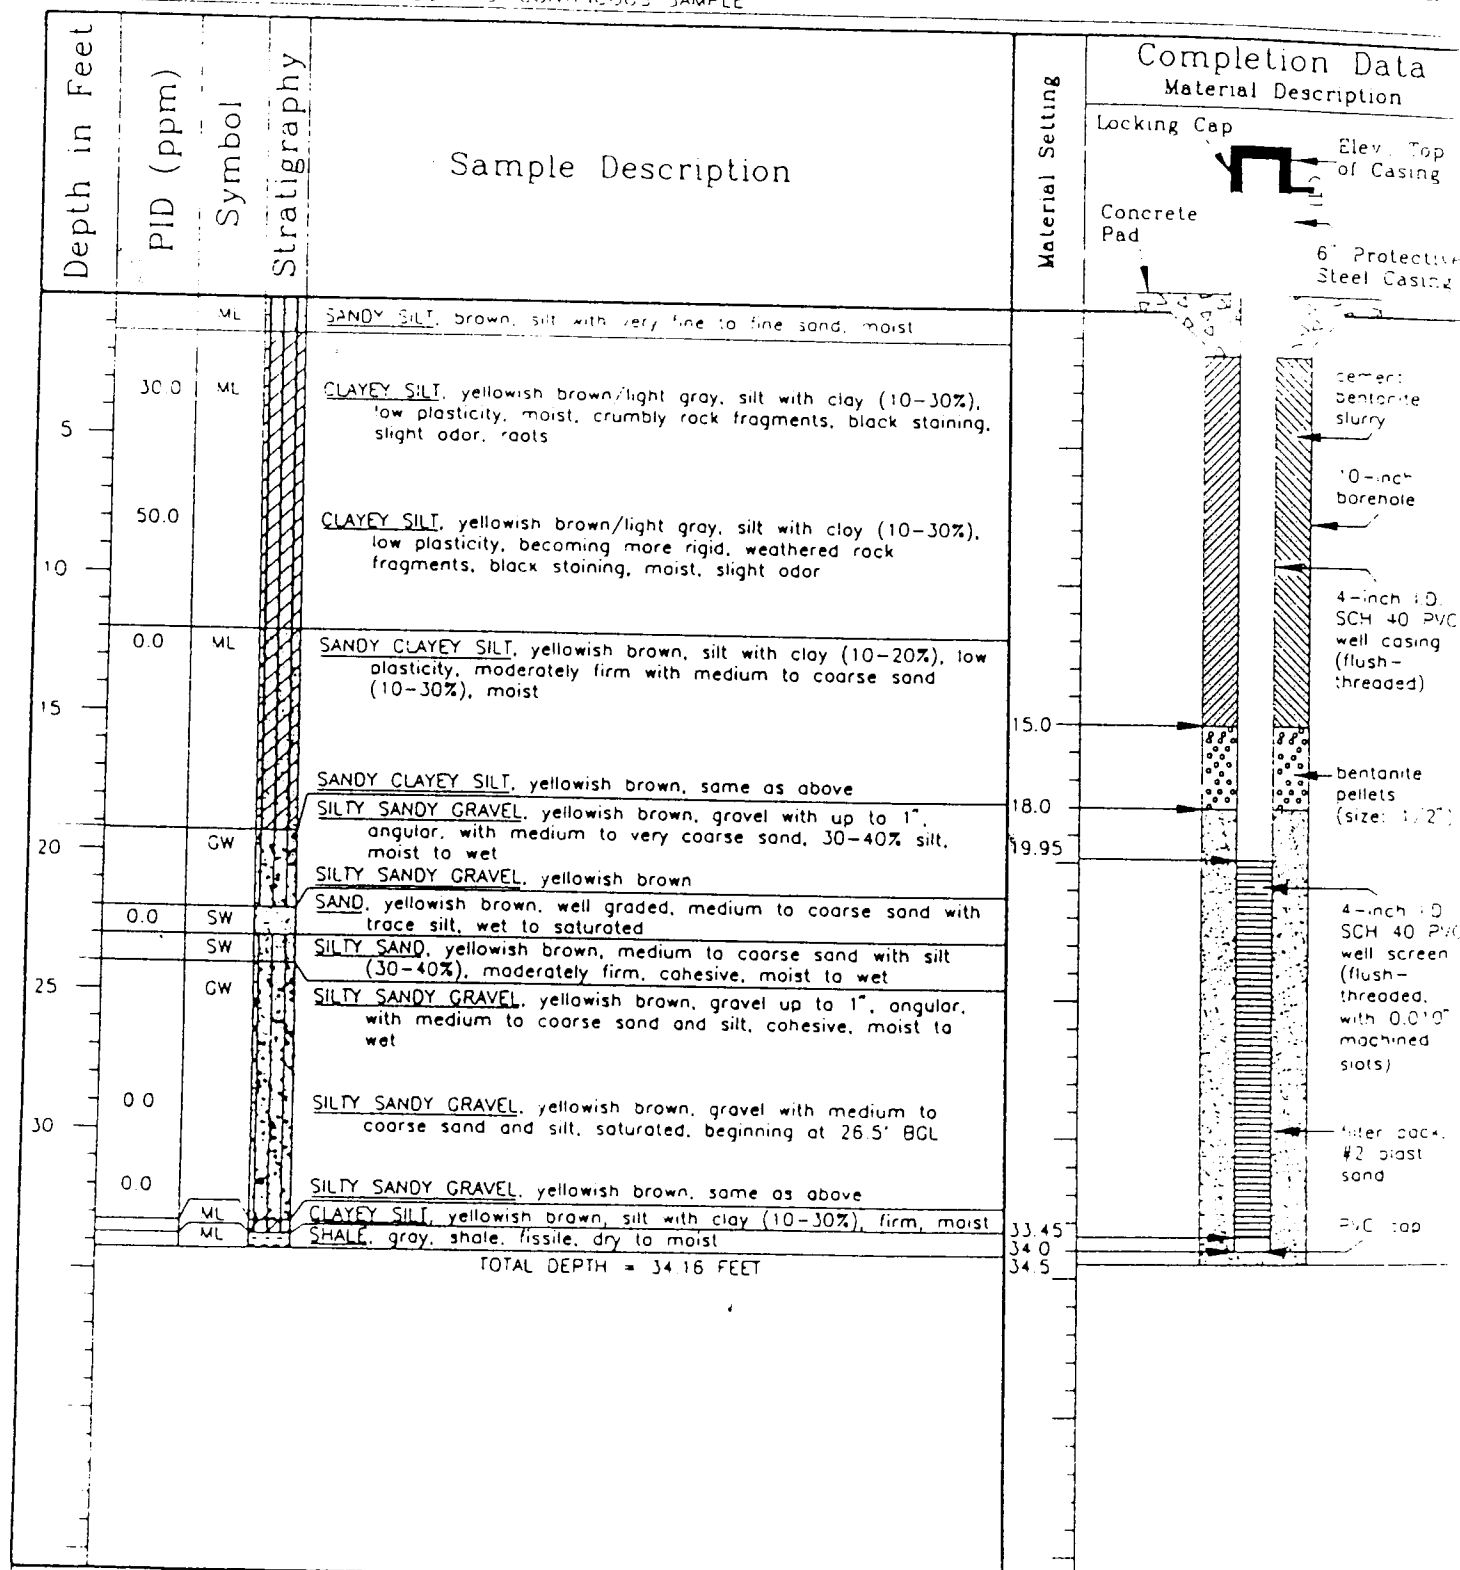 SAMPLE
Depth in Feet
PID (ppm)
Symbol
Stratigraphy
Sample Description
Material Setting
Completion Data
Material Description
Locking Cap
Elev. Top
of Casing
Concrete
Pad
6" Protective
Steel Casing
ML
SANDY SILT, brown, silt with very fine to fine sand, moist
30.0 ML
CLAYEY SILT, yellowish brown/light gray, silt with clay (10-30%),
low plasticity, moist, crumbly rock fragments, black staining,
slight odor, roots
cement
bentonite
slurry
5
10-inch
borehole
50.0
CLAYEY SILT, yellowish brown/light gray, silt with clay (10-30%),
low plasticity, becoming more rigid, weathered rock
fragments, black staining, moist, slight odor
10
4-inch I.D.
SCH 40 PVC
well casing
(flush-
threaded)
0.0 ML
SANDY CLAYEY SILT, yellowish brown, silt with clay (10-20%), low
plasticity, moderately firm with medium to coarse sand
(10-30%), moist
15
15.0
SANDY CLAYEY SILT, yellowish brown, same as above
bentonite
pellets
(size: 1/2")
18.0
SILTY SANDY GRAVEL, yellowish brown, gravel with up to 1",
angular, with medium to very coarse sand, 30-40% silt,
moist to wet
GW
20
19.95
SILTY SANDY GRAVEL, yellowish brown
0.0 SW
SAND, yellowish brown, well graded, medium to coarse sand with
trace silt, wet to saturated
4-inch I.D.
SCH 40 PVC
well screen
(flush-
threaded,
with 0.010"
machined
slots)
SW
SILTY SAND, yellowish brown, medium to coarse sand with silt
(30-40%), moderately firm, cohesive, moist to wet
25
GW
SILTY SANDY GRAVEL, yellowish brown, gravel up to 1", angular,
with medium to coarse sand and silt, cohesive, moist to
wet
0.0
SILTY SANDY GRAVEL, yellowish brown, gravel with medium to
coarse sand and silt, saturated, beginning at 26.5' BGL
30
filter pack,
#2 blast
sand
0.0
SILTY SANDY GRAVEL, yellowish brown, same as above
ML
CLAYEY SILT, yellowish brown, silt with clay (10-30%), firm, moist
33.45
PVC cap
ML
SHALE, gray, shale, fissile, dry to moist
34.0
TOTAL DEPTH = 34.16 FEET
34.5